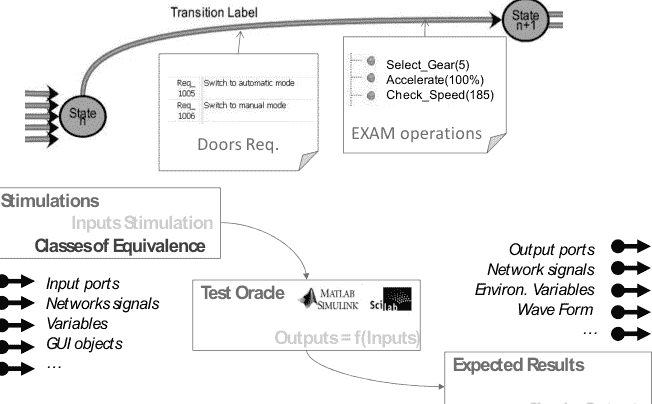 Transition Label
State
n+1
State
n
Req_
1005
Switch to automatic mode
Req_
1006
Switch to manual mode
Doors Req.
Select_Gear(5)
Accelerate(100%)
Check_Speed(185)
EXAM operations
Stimulations
Inputs Stimulation
Classes of Equivalence
Input ports
Networks signals
Variables
GUI objects
...
Test Oracle
MATLAB
SIMULINK
Scilab
Outputs = f(Inputs)
Output ports
Network signals
Environ. Variables
Wave Form
...
Expected Results